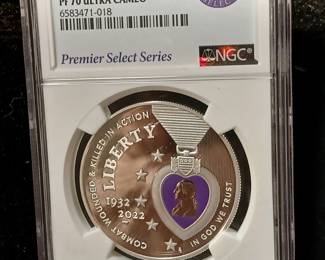 PF 70 ULTRA CAMEO
6583471-018
SELECT
Premier Select Series
NGC
COMBAT WOUNDED & KILLED IN ACTION
LIBERTY
1932
2022
IN GOD WE TRUST